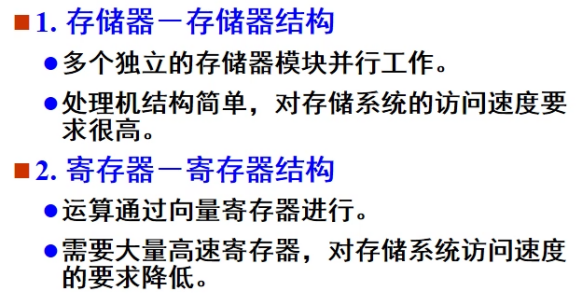 1. 存储器－存储器结构
多个独立的存储器模块并行工作。
处理机结构简单，对存储系统的访问速度要
求很高。
2. 寄存器－寄存器结构
运算通过向量寄存器进行。
需要大量高速寄存器，对存储系统访问速度
的要求降低。